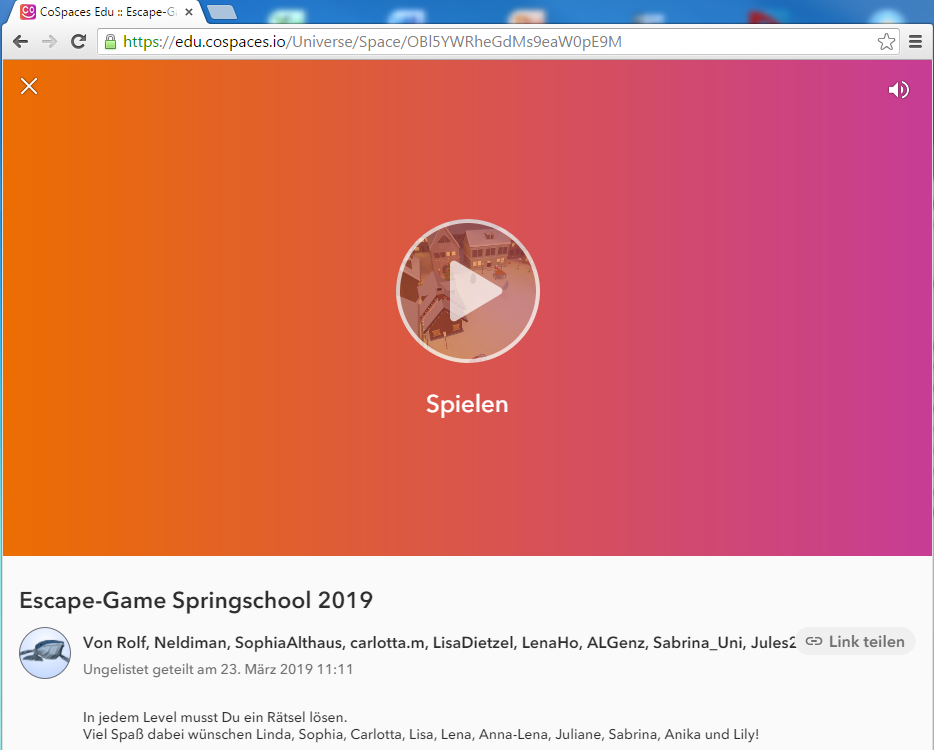 CoSpaces Edu :: Escape-G
https://edu.cospaces.io/Universe/Space/OBl5YWRheGdMs9eaW0pE9M
Spielen
Escape-Game Springschool 2019
Von Rolf, Neldiman, SophiaAlthaus, carlotta.m, LisaDietzel, LenaHo, ALGenz, Sabrina_Uni, Jules2
Link teilen
Ungelistet geteilt am 23. März 2019 11:11
In jedem Level musst Du ein Rätsel lösen.
Viel Spaß dabei wünschen Linda, Sophia, Carlotta, Lisa, Lena, Anna-Lena, Juliane, Sabrina, Anika und Lily!